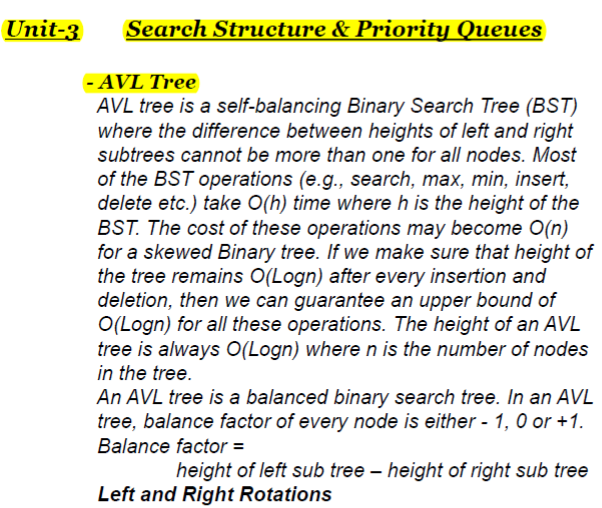 Unit-3 Search Structure & Priority Queues
- AVL Tree
AVL tree is a self-balancing Binary Search Tree (BST)
where the difference between heights of left and right
subtrees cannot be more than one for all nodes. Most
of the BST operations (e.g., search, max, min, insert,
delete etc.) take O(h) time where h is the height of the
BST. The cost of these operations may become O(n)
for a skewed Binary tree. If we make sure that height of
the tree remains O(Logn) after every insertion and
deletion, then we can guarantee an upper bound of
O(Logn) for all these operations. The height of an AVL
tree is always O(Logn) where n is the number of nodes
in the tree.
An AVL tree is a balanced binary search tree. In an AVL
tree, balance factor of every node is either - 1, 0 or +1.
Balance factor =
height of left sub tree – height of right sub tree
Left and Right Rotations